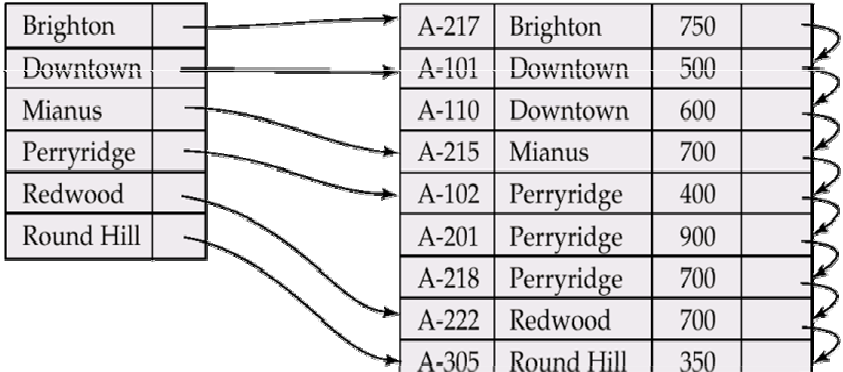 Brighton
Downtown
Mianus
Perryridge
Redwood
Round Hill
A-217 Brighton 750
A-101 Downtown 500
A-110 Downtown 600
A-215 Mianus 700
A-102 Perryridge 400
A-201 Perryridge 900
A-218 Perryridge 700
A-222 Redwood 700
A-305 Round Hill 350